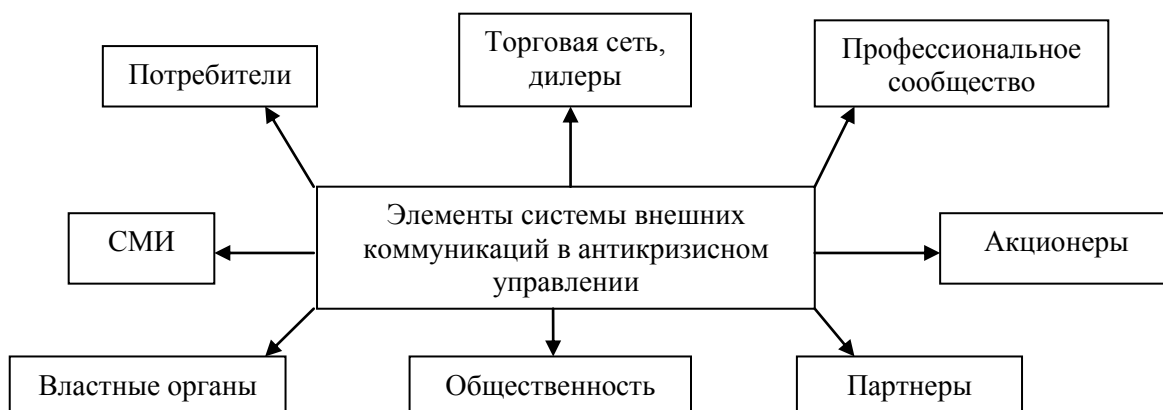 Потребители
Торговая сеть,
дилеры
Профессиональное
сообщество
Элементы системы внешних
коммуникаций в антикризисном
управлении
СМИ
Акционеры
Властные органы
Общественность
Партнеры